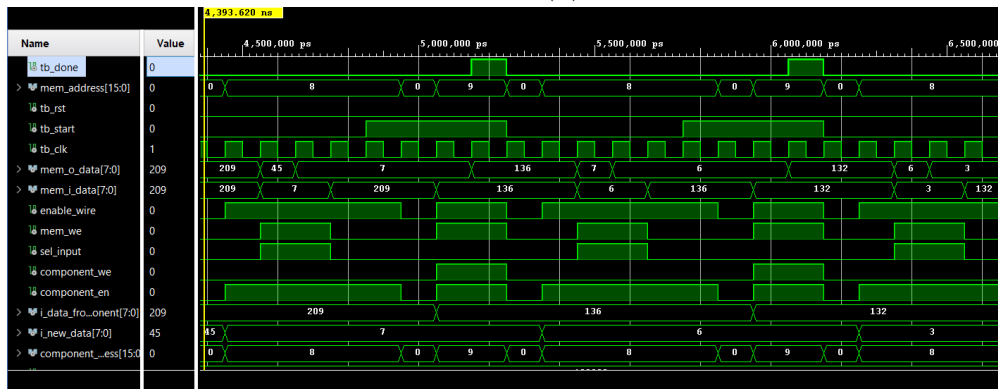 4,393.620 ns
Name Value 4,500,000 ps 5,000,000 ps 5,500,000 ps 6,000,000 ps 6,500,000
tb_done 0
mem_address[15:0] 0 0 8 0 9 0 8 0 9 0 8
tb_rst 0
tb_start 0
tb_clk 1
mem_o_data[7:0] 209 209 45 7 136 7 6 132 6 3
mem_i_data[7:0] 209 209 7 209 136 6 136 132 3 132
enable_wire 0
mem_we 0
sel_input 0
component_we 0
component_en 0
i_data_fro...onent[7:0] 209 209 136 132
i_new_data[7:0] 45 45 7 6 3
component_...ess[15:0 0 0 8 0 9 0 8 0 9 0 8